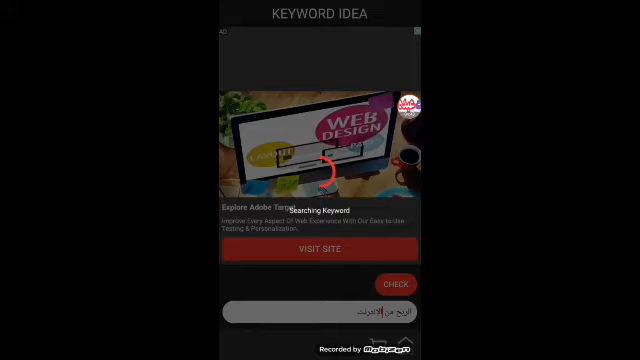 KEYWORD IDEA
AD
WEB
DESIGN
LAYOUT
Explore Adobe Target
Searching Keyword
Improve Every Aspect Of Web Experience With Our Easy-to-Use
Testing & Personalization.
VISIT SITE
CHECK
الربح من الانترنت
Recorded by Mobizen